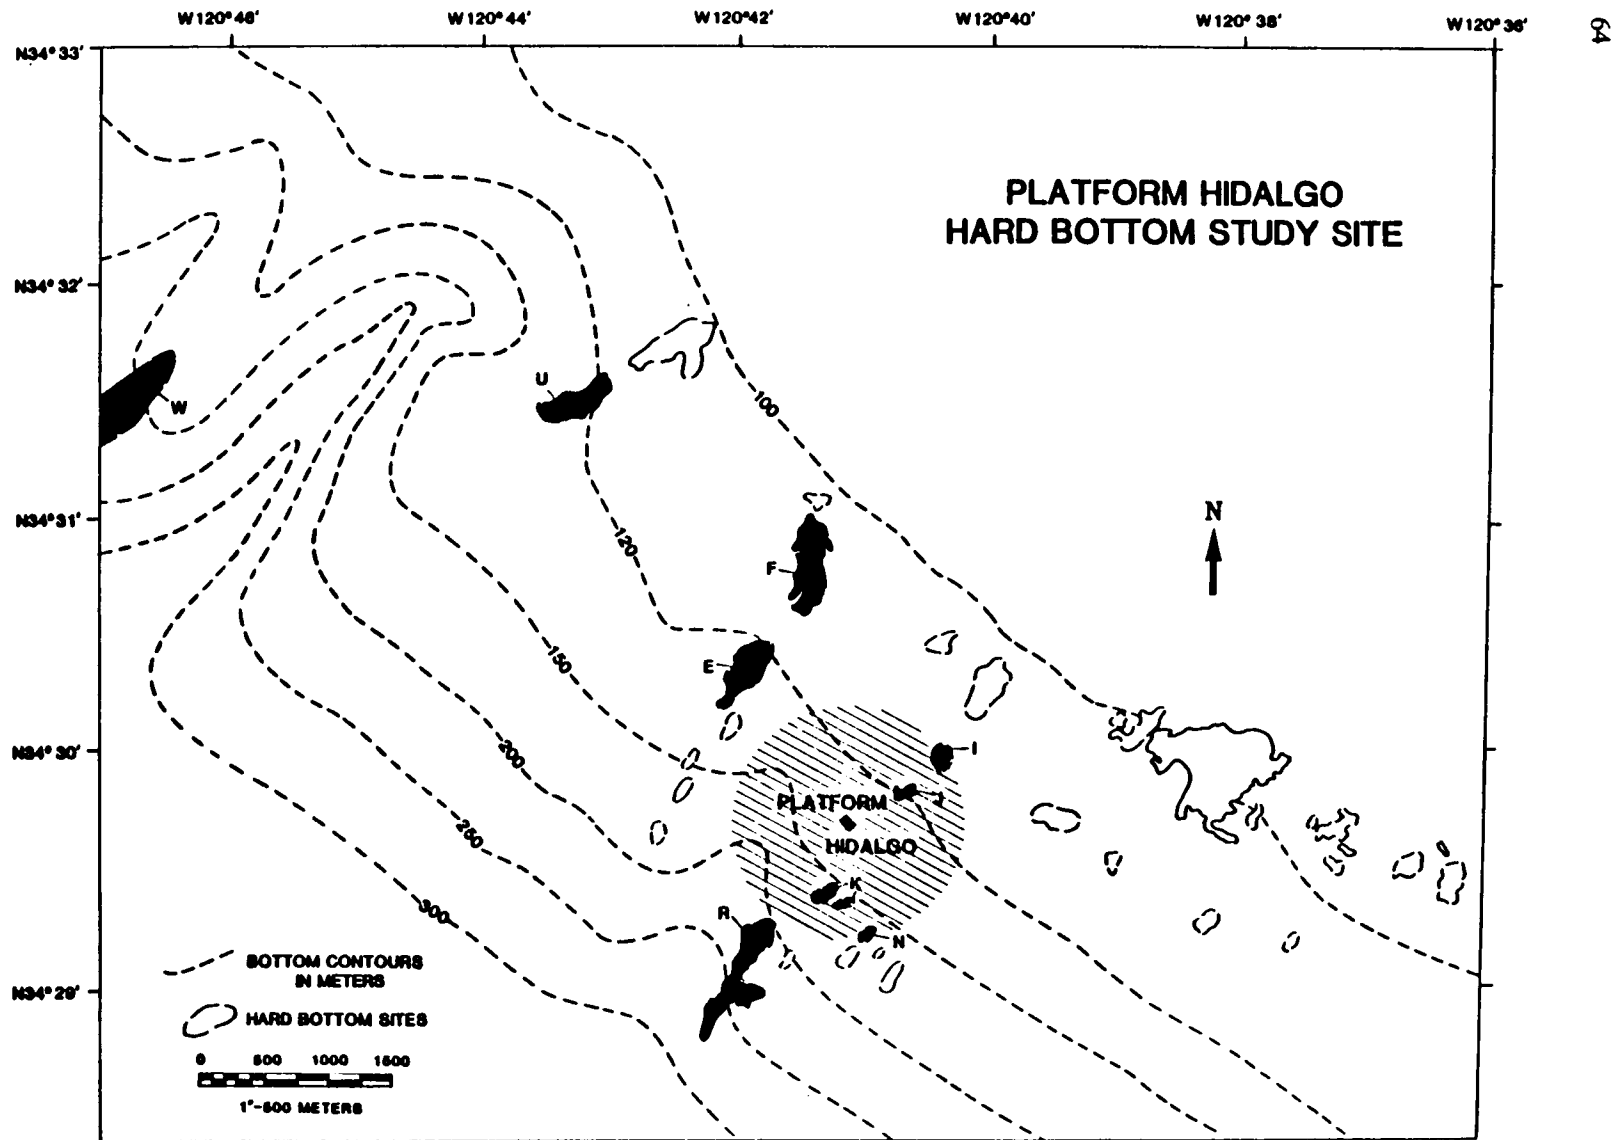 W120°46' W120°44' W120°42' W120°40' W120°38' W120°36'
64
N34°33'
PLATFORM HIDALGO
HARD BOTTOM STUDY SITE
N34°32'
U
100
W
N34°31'
N
120
F
150
E
N34°30'
I
200
J
PLATFORM
HIDALGO
250
K
300
R
N
BOTTOM CONTOURS
IN METERS
N34°29'
HARD BOTTOM SITES
0 500 1000 1500
1"-500 METERS